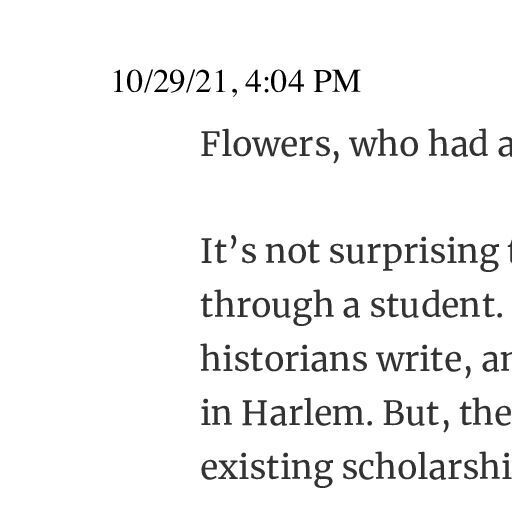 10/29/21, 4:04 PM
Flowers, who had a
It’s not surprising
through a student.
historians write, an
in Harlem. But, the
existing scholarshi